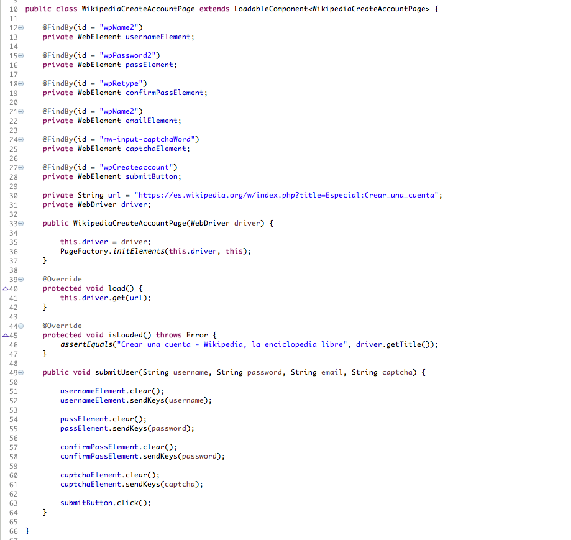 10 public class WikipediaCreateAccountPage extends LoadableComponent<WikipediaCreateAccountPage> {
11
12 @FindBy(id = "wpName2")
13 private WebElement usernameElement;
14
15 @FindBy(id = "wpPassword2")
16 private WebElement passElement;
17
18 @FindBy(id = "wpRetype")
19 private WebElement confirmPassElement;
20
21 @FindBy(id = "wpName2")
22 private WebElement emailElement;
23
24 @FindBy(id = "mw-input-captchaWord")
25 private WebElement captchaElement;
26
27 @FindBy(id = "wpCreateaccount")
28 private WebElement submitButton;
29
30 private String url = "https://es.wikipedia.org/w/index.php?title=Especial:Crear_una_cuenta";
31 private WebDriver driver;
32
33 public WikipediaCreateAccountPage(WebDriver driver) {
34
35 this.driver = driver;
36 PageFactory.initElements(this.driver, this);
37 }
38
39 @Override
40 protected void load() {
41 this.driver.get(url);
42 }
43
44 @Override
45 protected void isLoaded() throws Error {
46 assertEquals("Crear una cuenta - Wikipedia, la enciclopedia libre", driver.getTitle());
47 }
48
49 public void submitUser(String username, String password, String email, String captcha) {
50
51 usernameElement.clear();
52 usernameElement.sendKeys(username);
53
54 passElement.clear();
55 passElement.sendKeys(password);
56
57 confirmPassElement.clear();
58 confirmPassElement.sendKeys(password);
59
60 captchaElement.clear();
61 captchaElement.sendKeys(captcha);
62
63 submitButton.click();
64 }
65
66 }